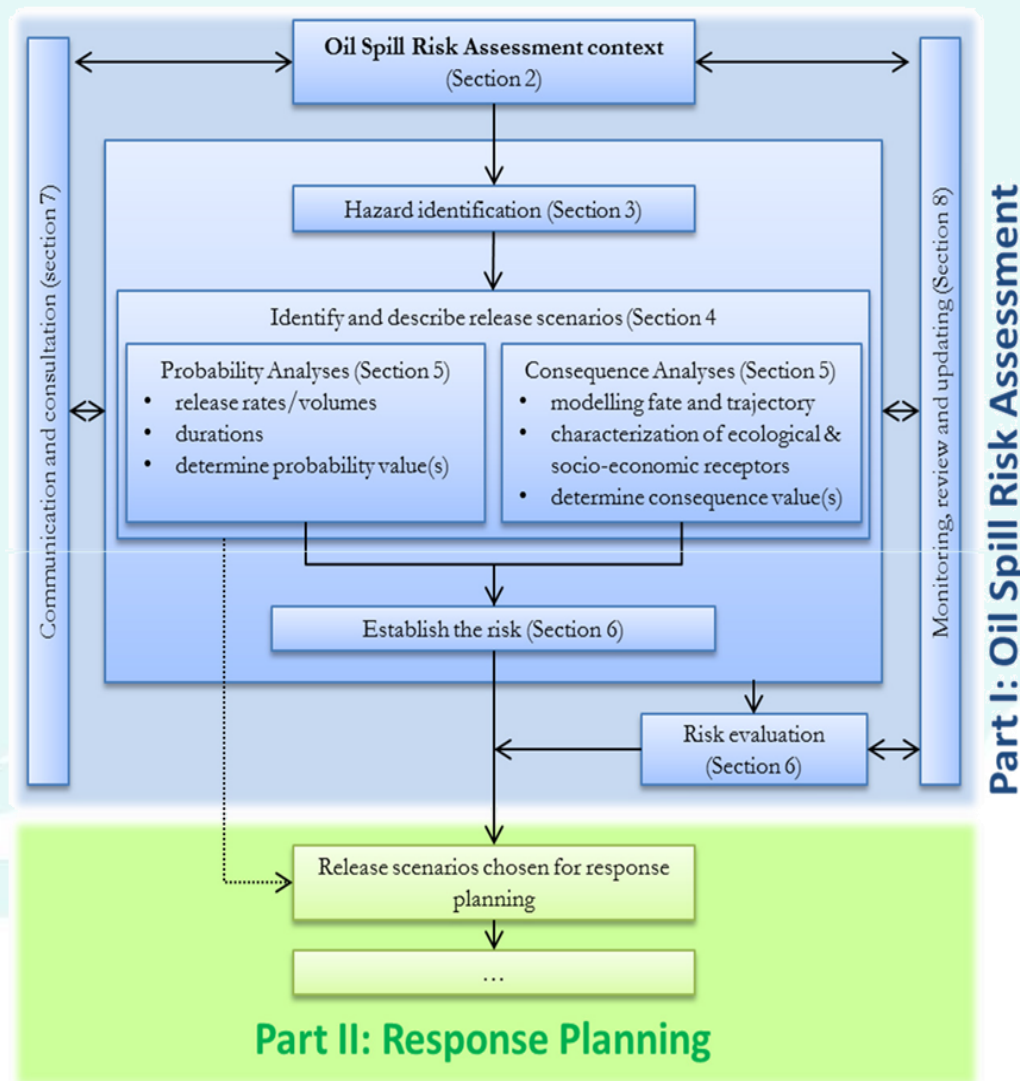 Oil Spill Risk Assessment context
(Section 2)
Communication and consultation (section 7)
Monitoring, review and updating (Section 8)
Part I: Oil Spill Risk Assessment
Hazard identification (Section 3)
Identify and describe release scenarios (Section 4
Probability Analyses (Section 5)
• release rates/volumes
• durations
• determine probability value(s)
Consequence Analyses (Section 5)
• modelling fate and trajectory
• characterization of ecological &
socio-economic receptors
• determine consequence value(s)
Establish the risk (Section 6)
Risk evaluation
(Section 6)
Release scenarios chosen for response
planning
...
Part II: Response Planning